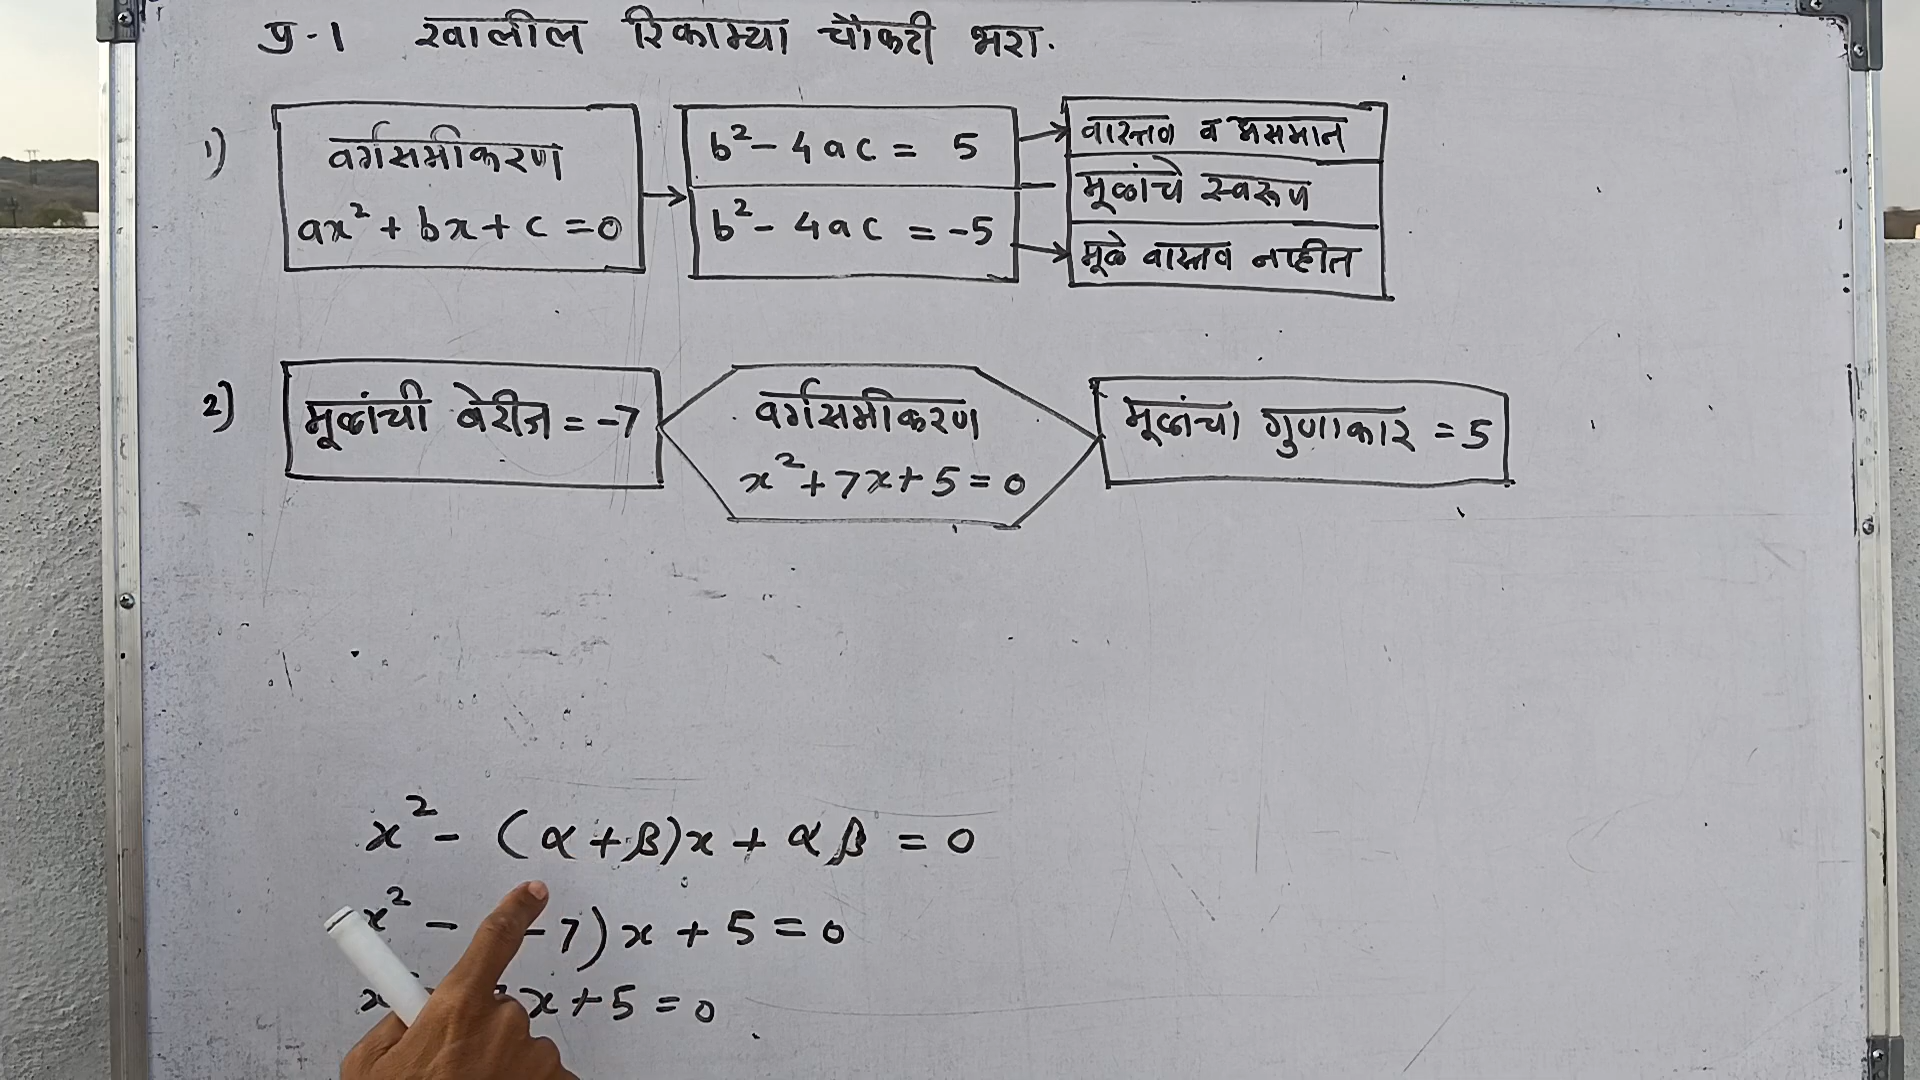 प्र-1 खालील रिकाम्या चौकटी भरा.
1) वर्गसमीकरण
ax² + bx + c = 0
b² - 4ac = 5
b² - 4ac = -5
वास्तव व असमान
मूळांचे स्वरूप
मूळे वास्तव नाहीत
2) मूळांची बेरीज = -7
वर्गसमीकरण
x² + 7x + 5 = 0
मूळांचा गुणाकार = 5
x² - (α + β)x + αβ = 0
x² - -7)x + 5 = 0
x x + 5 = 0